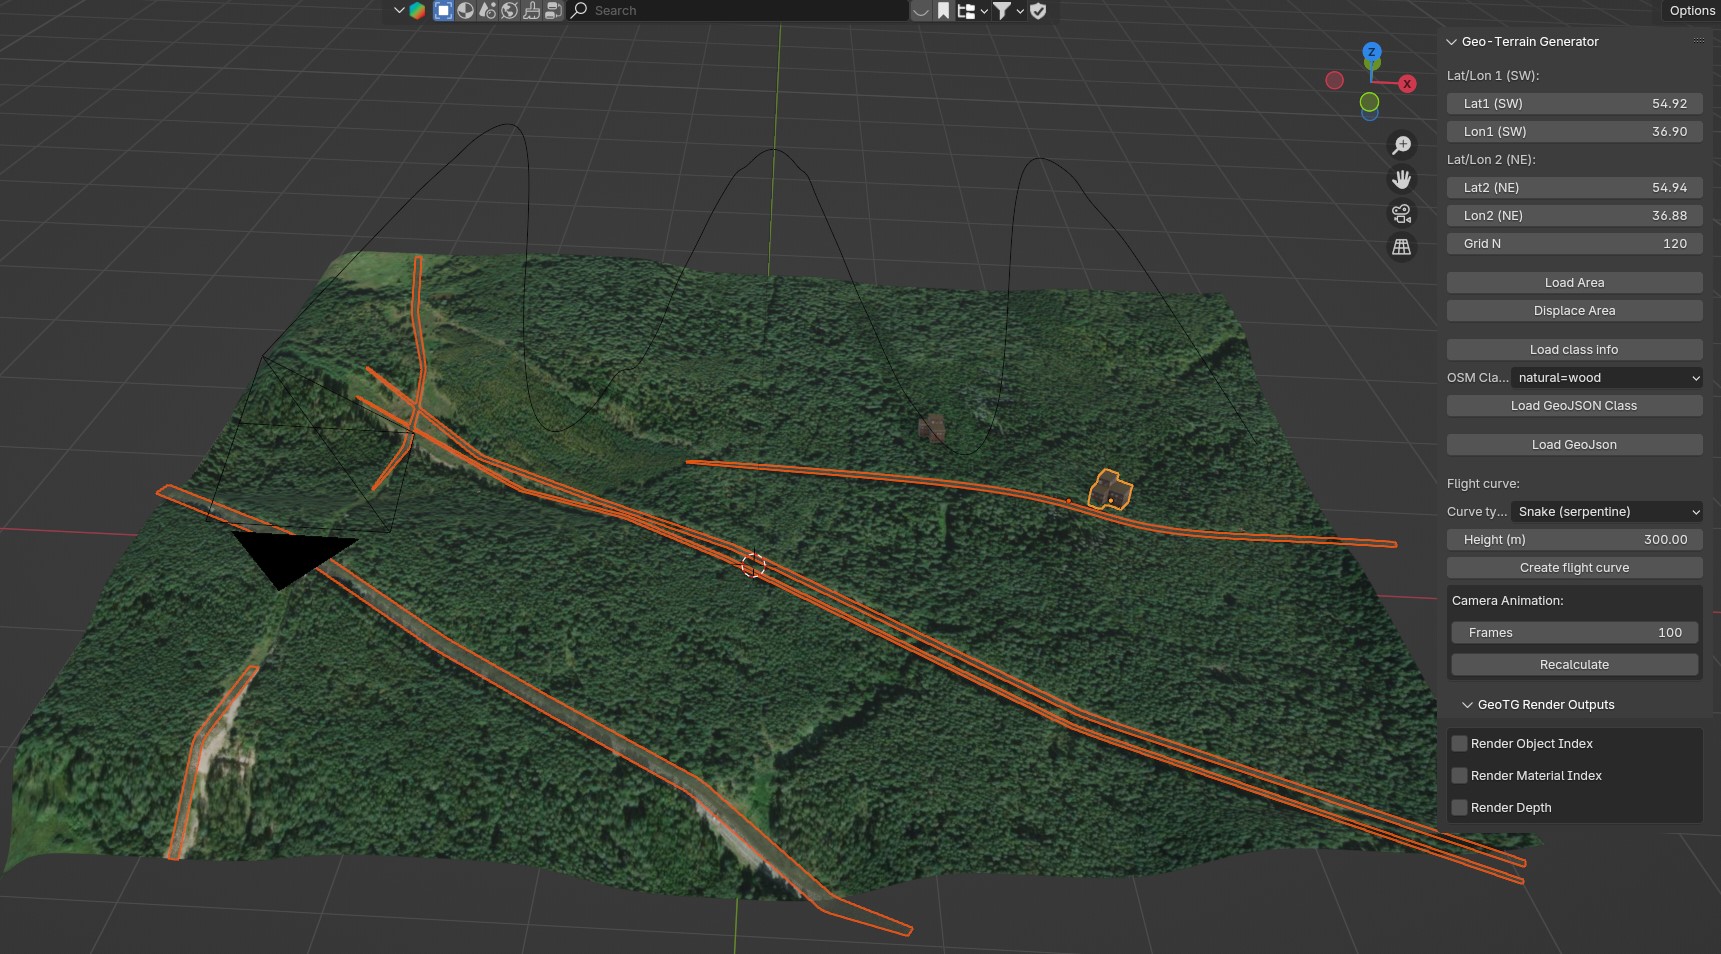 Search
Options
Z
X
Geo-Terrain Generator
Lat/Lon 1 (SW):
Lat1 (SW) 54.92
Lon1 (SW) 36.90
Lat/Lon 2 (NE):
Lat2 (NE) 54.94
Lon2 (NE) 36.88
Grid N 120
Load Area
Displace Area
Load class info
OSM Cla... natural=wood
Load GeoJSON Class
Load GeoJson
Flight curve:
Curve ty... Snake (serpentine)
Height (m) 300.00
Create flight curve
Camera Animation:
Frames 100
Recalculate
GeoTG Render Outputs
Render Object Index
Render Material Index
Render Depth